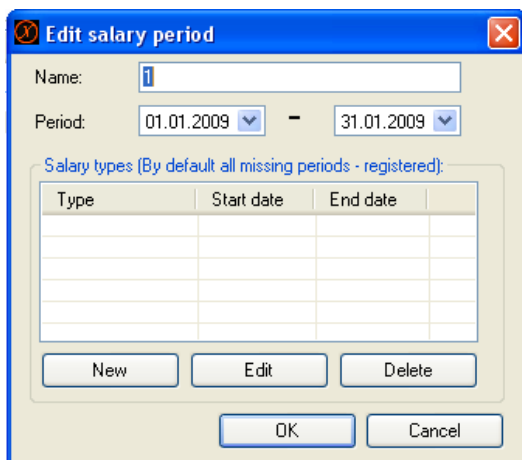 Edit salary period
Name: 1
Period: 01.01.2009 – 31.01.2009
Salary types (By default all missing periods - registered):
Type Start date End date
New Edit Delete
OK Cancel